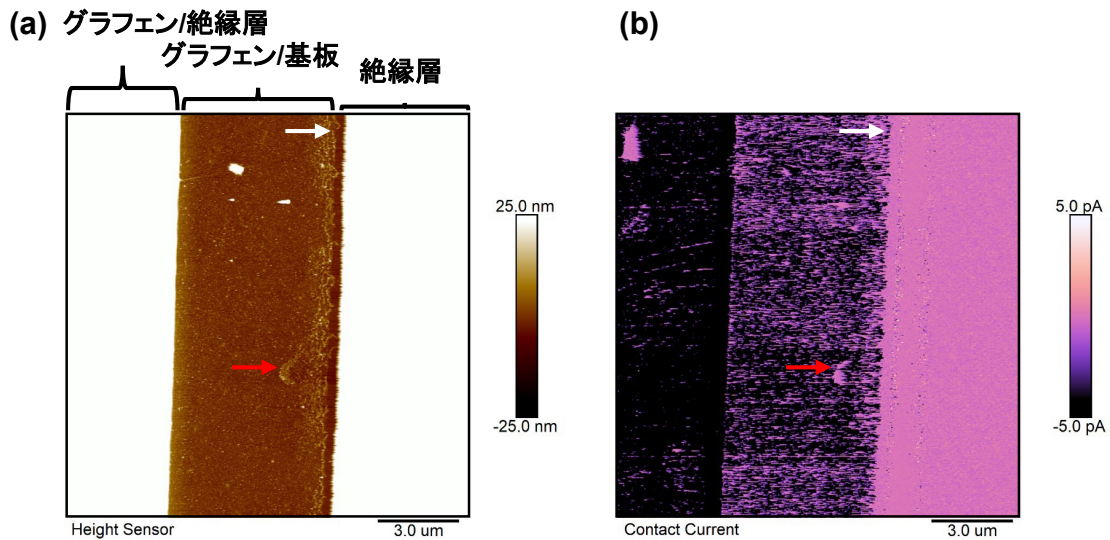 (a) グラフェン/絶縁層
グラフェン/基板
絶縁層
25.0 nm
-25.0 nm
Height Sensor
3.0 um
(b)
5.0 pA
-5.0 pA
Contact Current
3.0 um